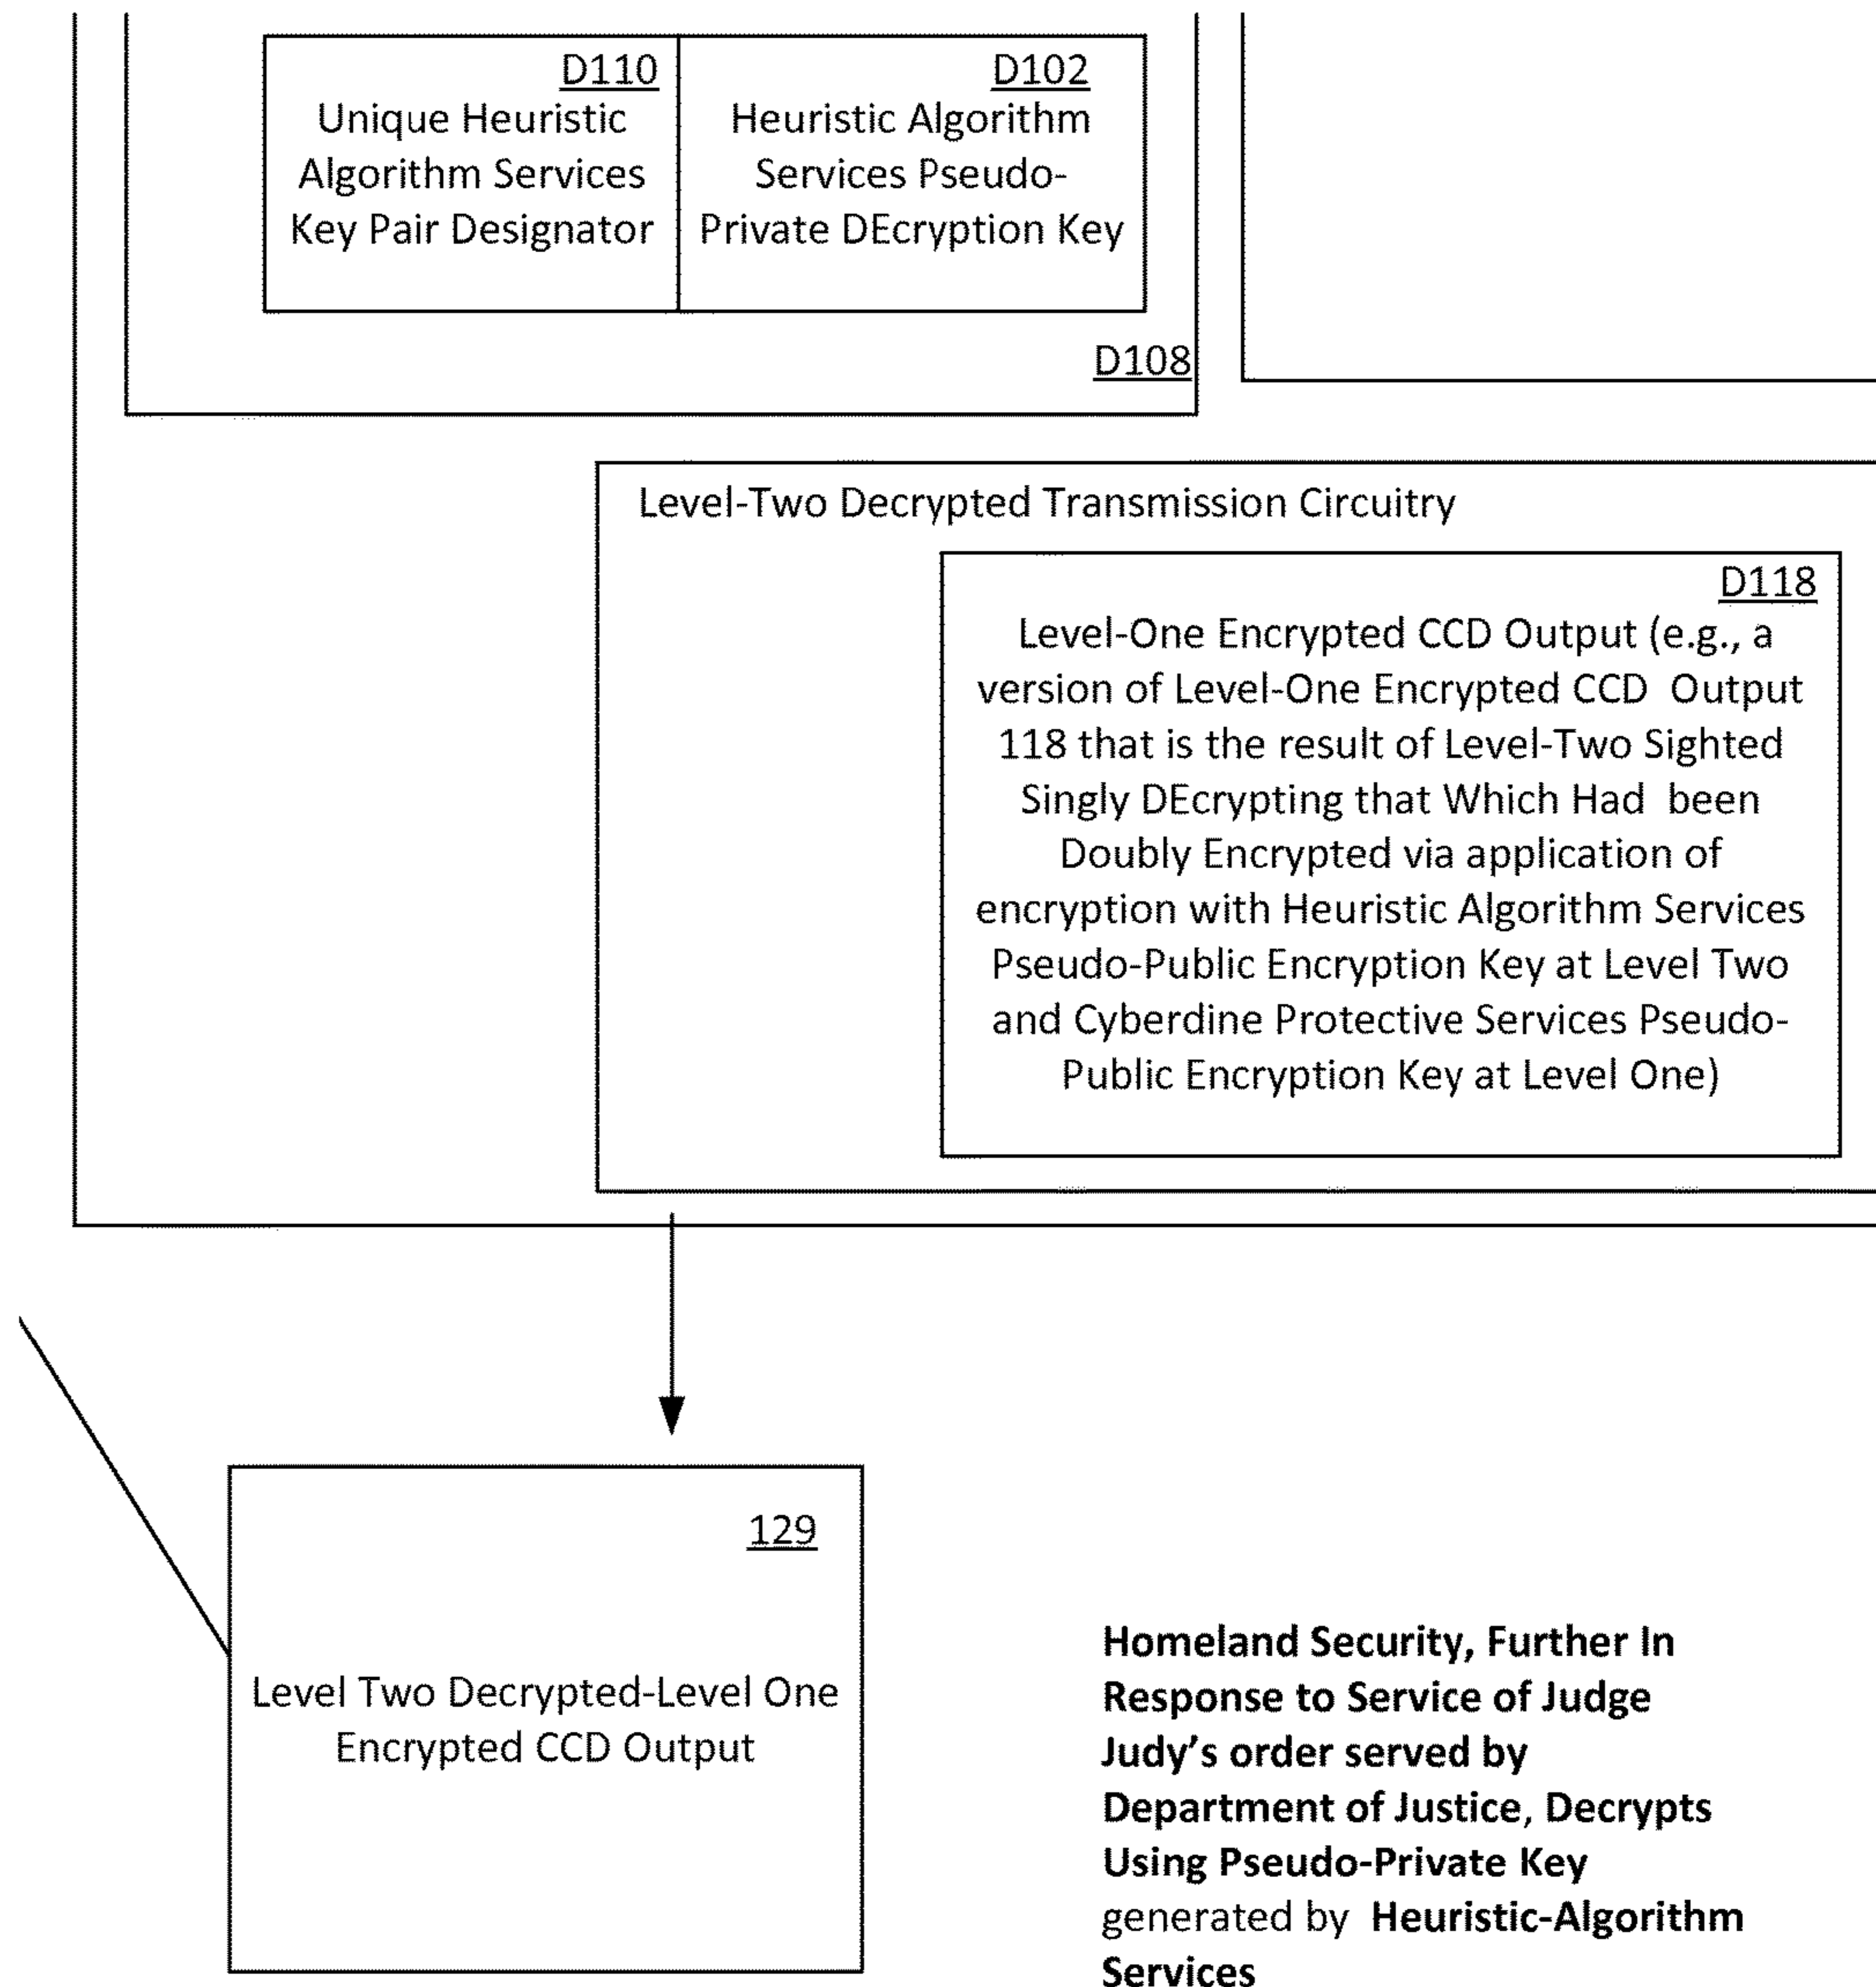 D110
Unique Heuristic
Algorithm Services
Key Pair Designator
D102
Heuristic Algorithm
Services Pseudo-
Private DEcryption Key
D108
Level-Two Decrypted Transmission Circuitry
D118
Level-One Encrypted CCD Output (e.g., a
version of Level-One Encrypted CCD Output
118 that is the result of Level-Two Sighted
Singly DEcrypting that Which Had been
Doubly Encrypted via application of
encryption with Heuristic Algorithm Services
Pseudo-Public Encryption Key at Level Two
and Cyberdine Protective Services Pseudo-
Public Encryption Key at Level One)
129
Level Two Decrypted-Level One
Encrypted CCD Output
Homeland Security, Further In
Response to Service of Judge
Judy's order served by
Department of Justice, Decrypts
Using Pseudo-Private Key
generated by Heuristic-Algorithm
Services